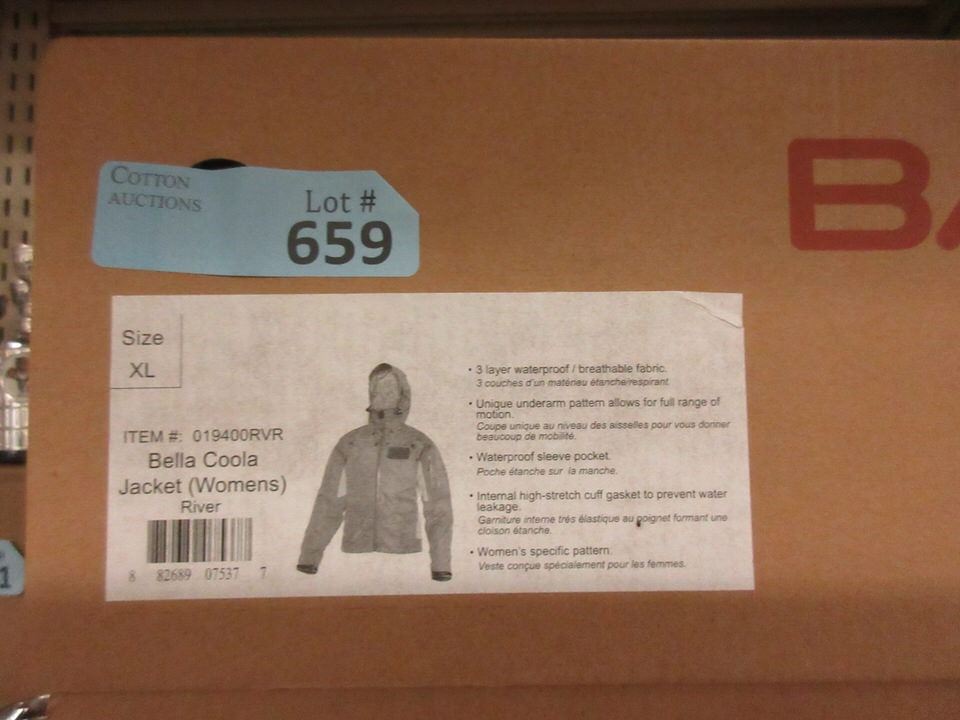 COTTON
AUCTIONS
Lot #
659
BA
Size
XL
ITEM #: 019400RVR
Bella Coola
Jacket (Womens)
River
8 82689 07537 7
• 3 layer waterproof / breathable fabric.
3 couches d'un matériau étanche/respirant
• Unique underarm pattern allows for full range of
motion.
Coupe unique au niveau des aisselles pour vous donner
beaucoup de mobilité.
• Waterproof sleeve pocket.
Poche étanche sur la manche.
• Internal high-stretch cuff gasket to prevent water
leakage.
Garniture interne très élastique au poignet formant une
cloison étanche.
• Women's specific pattern.
Veste conçue spécialement pour les femmes.
1